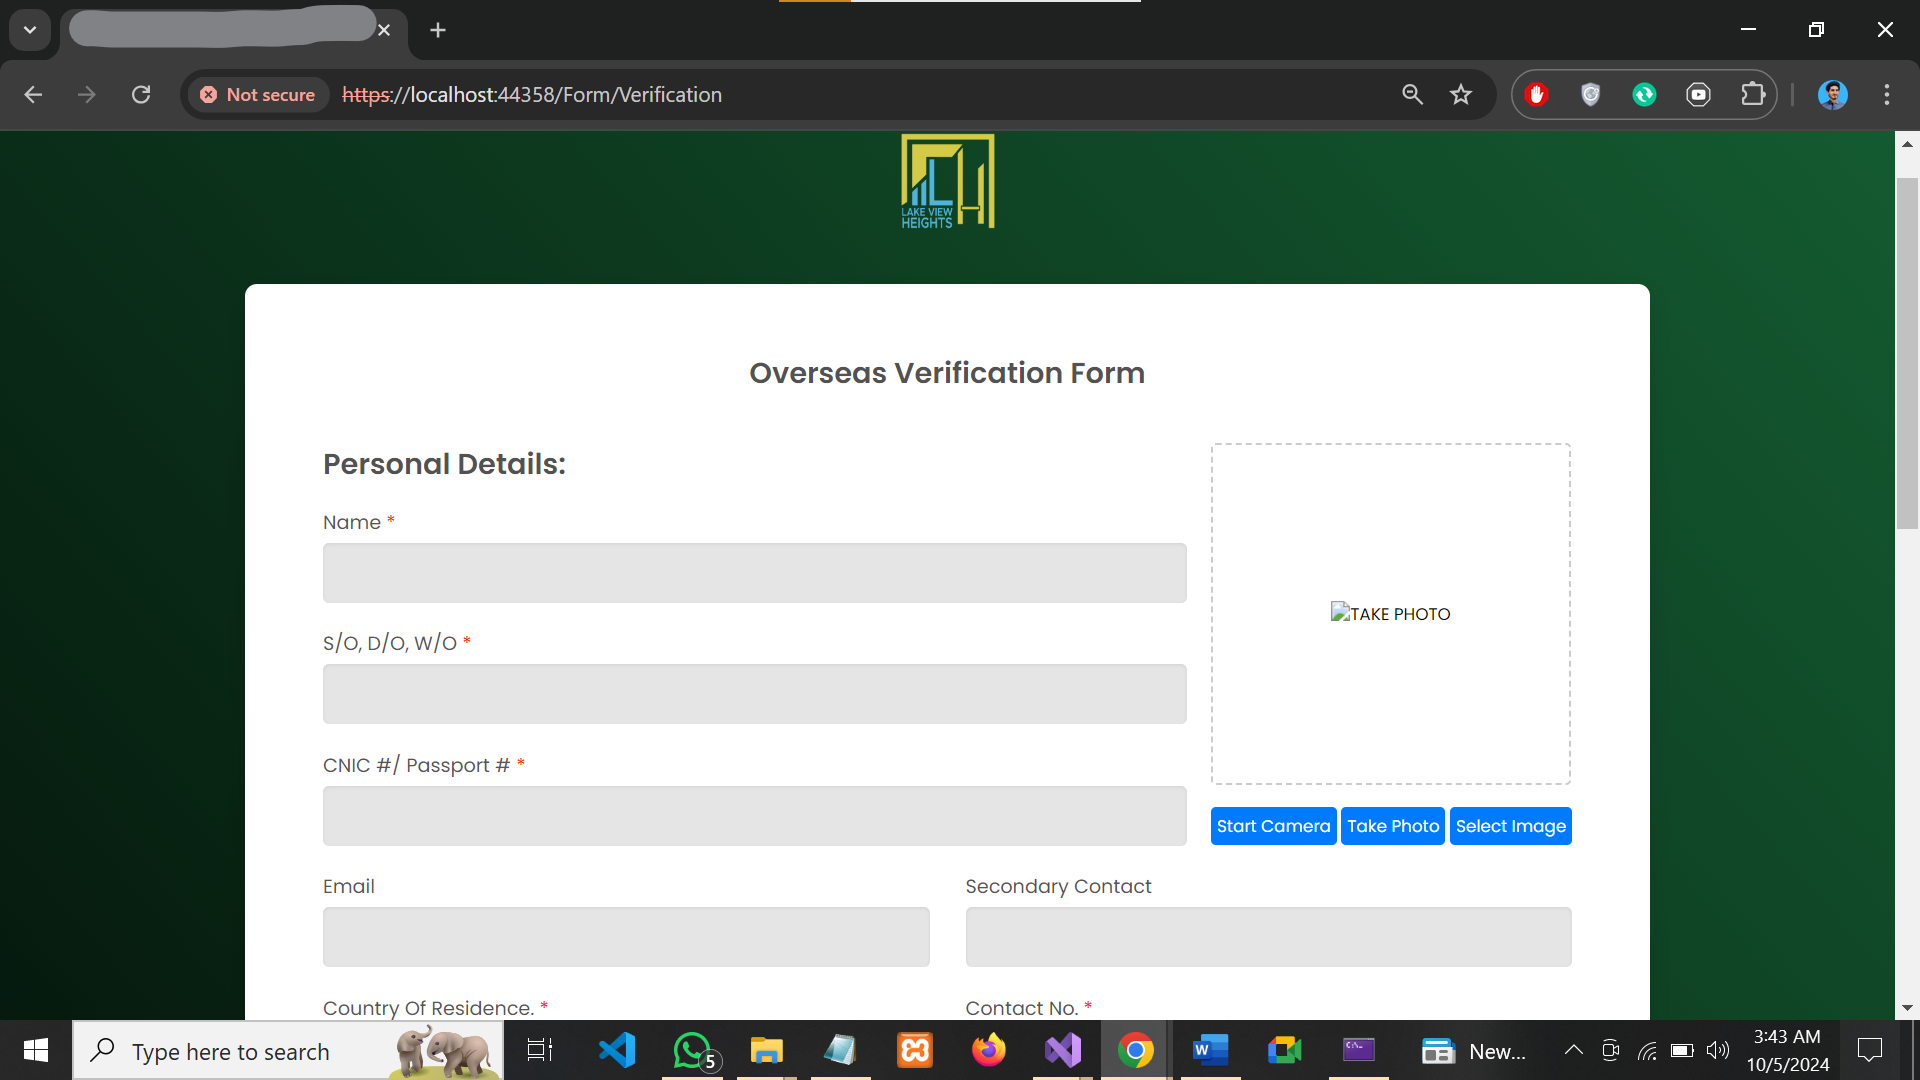 Not secure
https://localhost:44358/Form/Verification
LAKE VIEW
HEIGHTS
Overseas Verification Form
Personal Details:
Name *
S/O, D/O, W/O *
CNIC #/ Passport # *
TAKE PHOTO
Start Camera Take Photo Select Image
Email
Secondary Contact
Country Of Residence. *
Contact No. *
Type here to search
5
New...
3:43 AM
10/5/2024